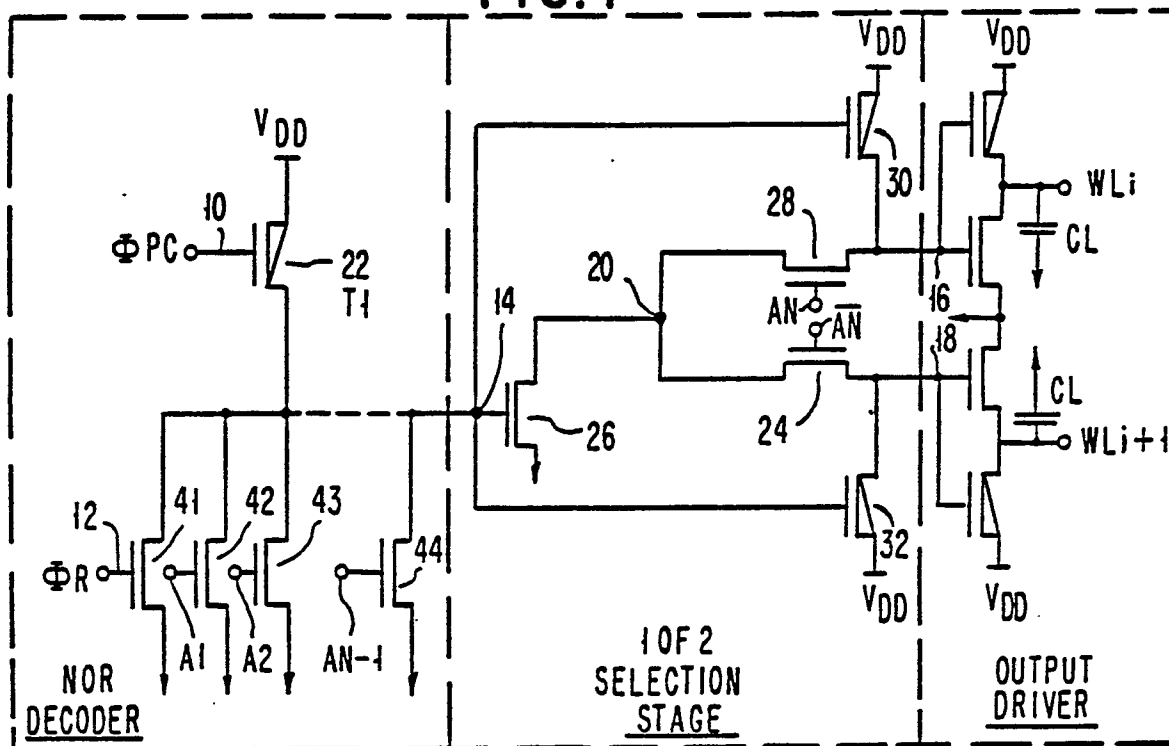 FIG. 1
VDD
VDD
VDD
10
ΦPC
22
T1
30
WLi
28
CL
20
14
AN
A̅N̅
16
18
26
24
CL
WLi+1
12
41
42
43
44
32
ΦR
A1
A2
AN-1
VDD
VDD
NOR
DECODER
1 OF 2
SELECTION
STAGE
OUTPUT
DRIVER